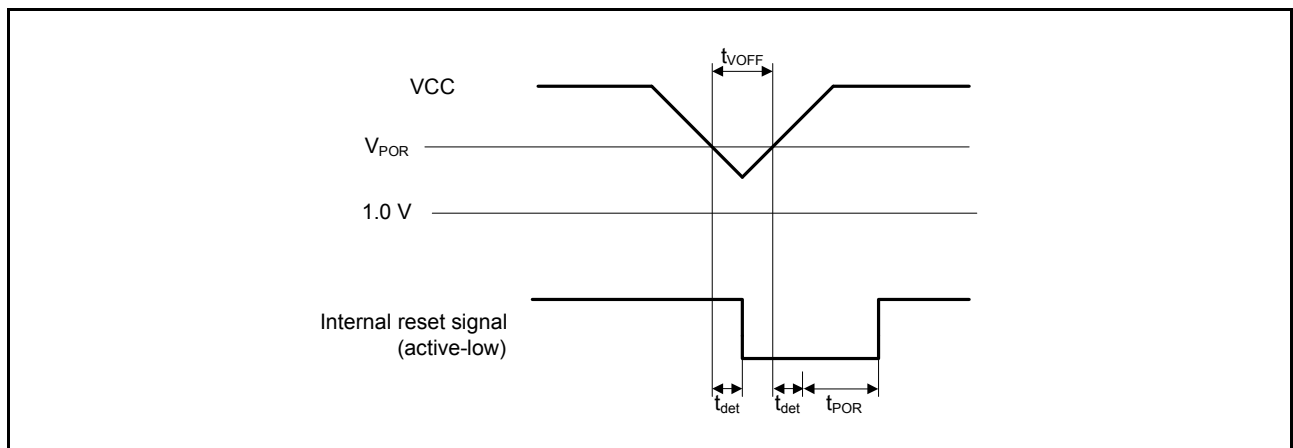 tVOFF
VCC
VPOR
1.0 V
Internal reset signal
(active-low)
tdet
tdet
tPOR